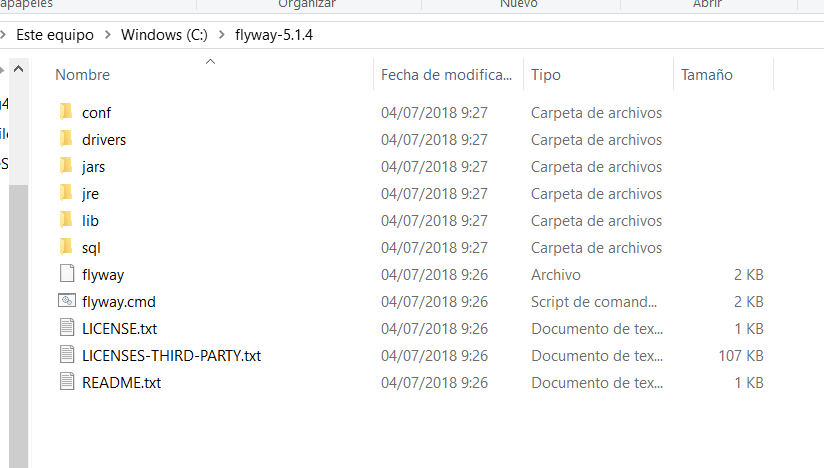 Organizar Nuevo Abrir
Este equipo > Windows (C:) > flyway-5.1.4
Nombre Fecha de modifica... Tipo Tamaño
conf 04/07/2018 9:27 Carpeta de archivos
drivers 04/07/2018 9:27 Carpeta de archivos
jars 04/07/2018 9:27 Carpeta de archivos
jre 04/07/2018 9:27 Carpeta de archivos
lib 04/07/2018 9:27 Carpeta de archivos
sql 04/07/2018 9:27 Carpeta de archivos
flyway 04/07/2018 9:26 Archivo 2 KB
flyway.cmd 04/07/2018 9:26 Script de comand... 2 KB
LICENSE.txt 04/07/2018 9:26 Documento de tex... 1 KB
LICENSES-THIRD-PARTY.txt 04/07/2018 9:26 Documento de tex... 107 KB
README.txt 04/07/2018 9:26 Documento de tex... 1 KB